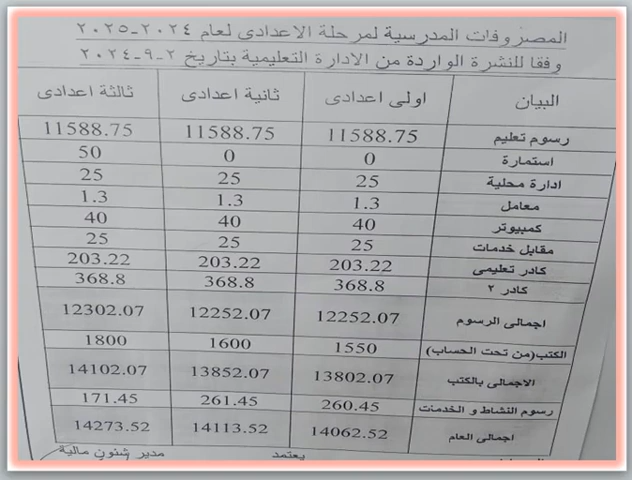 المصروفات المدرسية لمرحلة الاعدادى لعام ٢٠٢٤-٢٠٢٥
وفقا للنشرة الواردة من الادارة التعليمية بتاريخ ٢-٩-٢٠٢٤
البيان اولى اعدادى ثانية اعدادى ثالثة اعدادى
رسوم تعليم 11588.75 11588.75 11588.75
استمارة 0 0 50
ادارة محلية 25 25 25
معامل 1.3 1.3 1.3
كمبيوتر 40 40 40
مقابل خدمات 25 25 25
كادر تعليمى 203.22 203.22 203.22
كادر ٢ 368.8 368.8 368.8
اجمالى الرسوم 12252.07 12252.07 12302.07
الكتب(من تحت الحساب) 1550 1600 1800
الاجمالى بالكتب 13802.07 13852.07 14102.07
رسوم النشاط و الخدمات 260.45 261.45 171.45
اجمالى العام 14062.52 14113.52 14273.52
يعتمد مدير شئون مالية